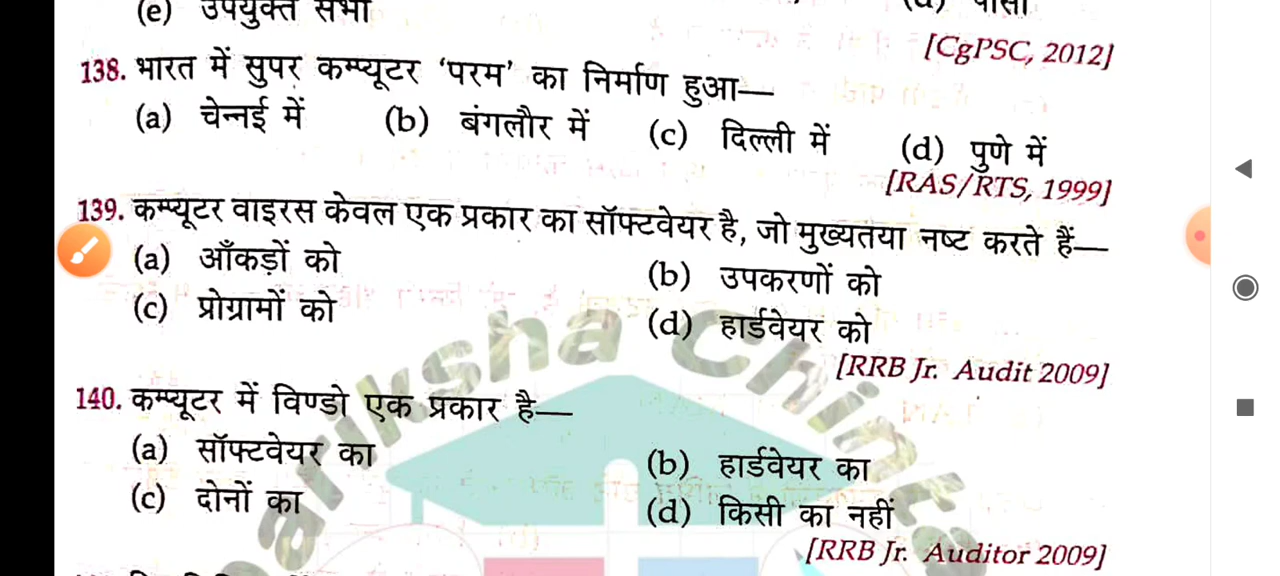 (e) उपर्युक्त सभी
[CgPSC, 2012]
138. भारत में सुपर कम्प्यूटर ‘परम’ का निर्माण हुआ—
(a) चेन्नई में (b) बंगलौर में (c) दिल्ली में (d) पुणे में
[RAS/RTS, 1999]
139. कम्प्यूटर वाइरस केवल एक प्रकार का सॉफ्टवेयर है, जो मुख्यतया नष्ट करते हैं—
(a) आँकड़ों को (b) उपकरणों को
(c) प्रोग्रामों को (d) हार्डवेयर को
[RRB Jr. Audit 2009]
140. कम्प्यूटर में विण्डो एक प्रकार है—
(a) सॉफ्टवेयर का (b) हार्डवेयर का
(c) दोनों का (d) किसी का नहीं
[RRB Jr. Auditor 2009]